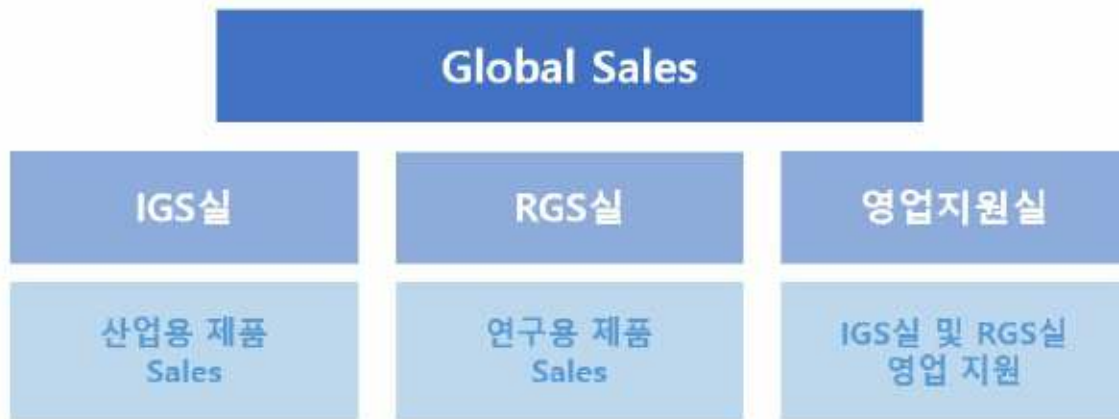 Global Sales
IGS실
RGS실
영업지원실
산업용 제품
Sales
연구용 제품
Sales
IGS실 및 RGS실
영업 지원